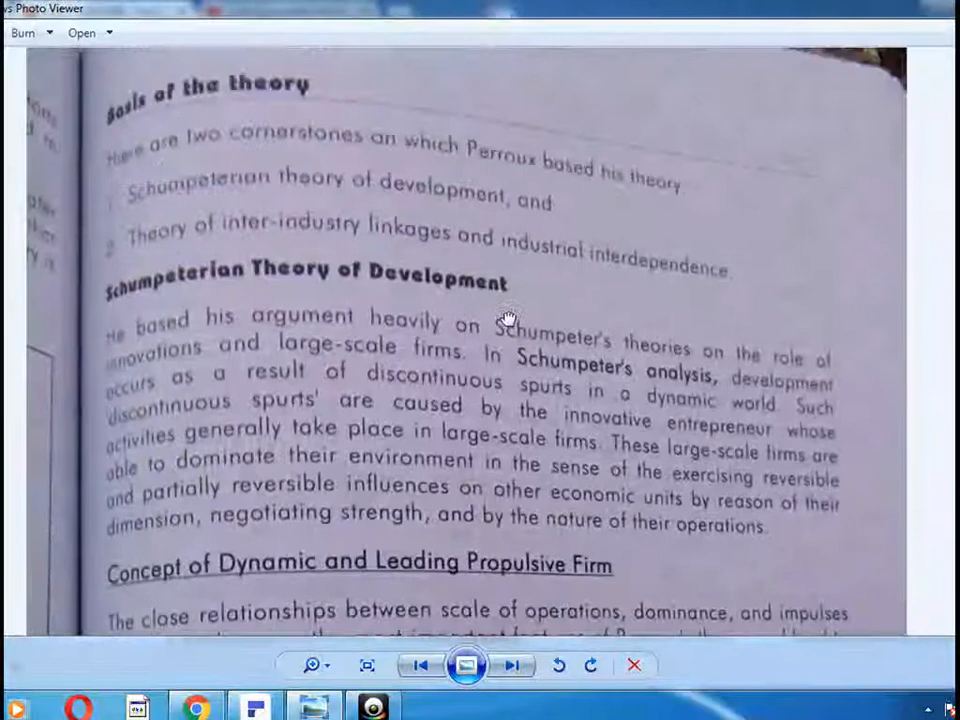 ws Photo Viewer
Burn Open
Basis of the theory
There are two cornerstones on which Perroux based his theory
1 Schumpeterian theory of development, and
2 Theory of inter-industry linkages and industrial interdependence.
Schumpeterian Theory of Development
He based his argument heavily on Schumpeter's theories on the role of
innovations and large-scale firms. In Schumpeter's analysis, development
occurs as a result of discontinuous spurts in a dynamic world. Such
'discontinuous spurts' are caused by the innovative entrepreneur whose
activities generally take place in large-scale firms. These large-scale firms are
able to dominate their environment in the sense of the exercising reversible
and partially reversible influences on other economic units by reason of their
dimension, negotiating strength, and by the nature of their operations.
Concept of Dynamic and Leading Propulsive Firm
The close relationships between scale of operations, dominance, and impulses